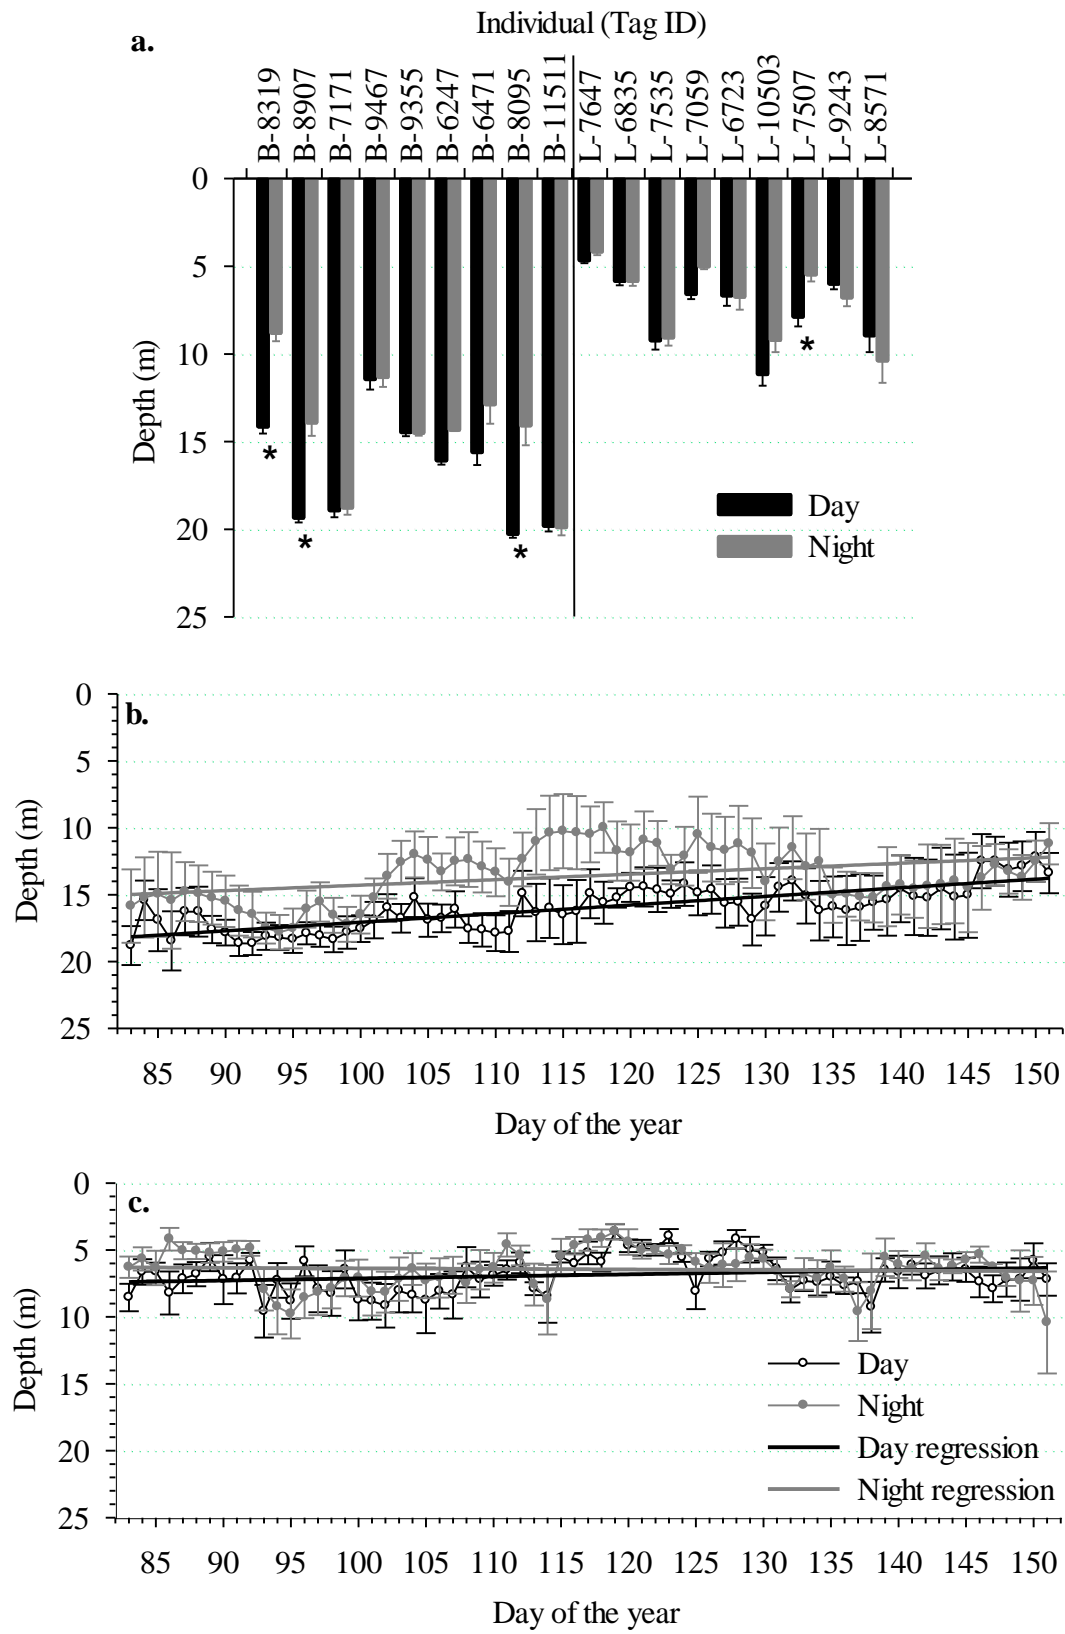 Individual (Tag ID)
a.
B-8319
B-8907
B-7171
B-9467
B-9355
B-6247
B-6471
B-8095
B-11511
L-7647
L-6835
L-7535
L-7059
L-6723
L-10503
L-7507
L-9243
L-8571
0
5
10
15
20
25
Depth (m)
*
*
*
*
Day
Night
b.
0
5
10
15
20
25
Depth (m)
85 90 95 100 105 110 115 120 125 130 135 140 145 150
Day of the year
c.
0
5
10
15
20
25
Depth (m)
Day
Night
Day regression
Night regression
85 90 95 100 105 110 115 120 125 130 135 140 145 150
Day of the year